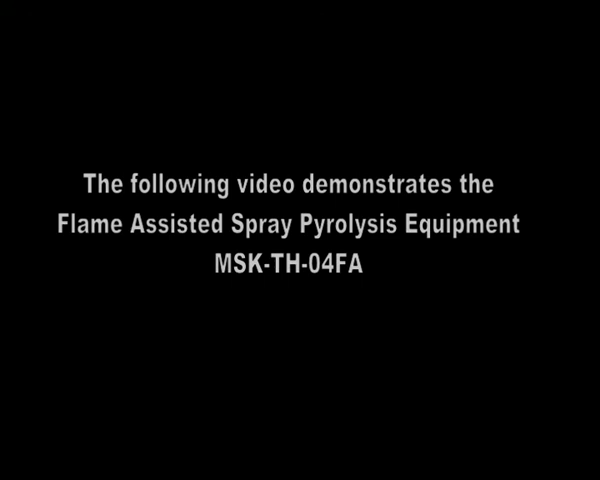 The following video demonstrates the
Flame Assisted Spray Pyrolysis Equipment
MSK-TH-04FA